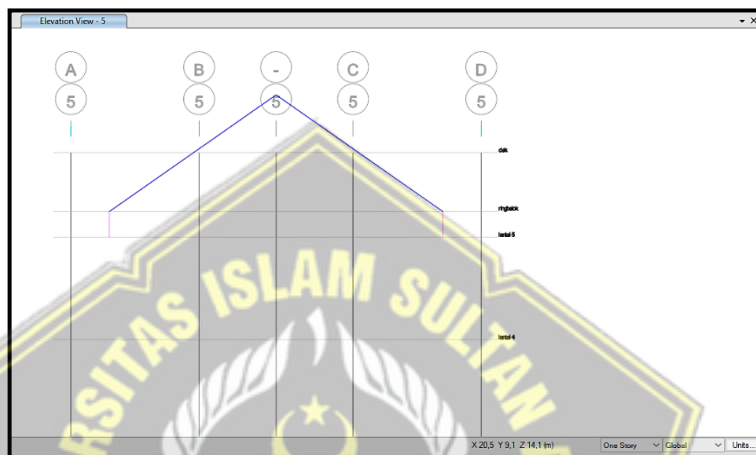 Elevation View - 5
A B - C D
5 5 5 5 5
dak
ringbalok
lantai 5
lantai 4
ERSITAS ISLAM SULTAN
X 20,5 Y 9,1 Z 14,1 (m)
One Story
Global
Units...